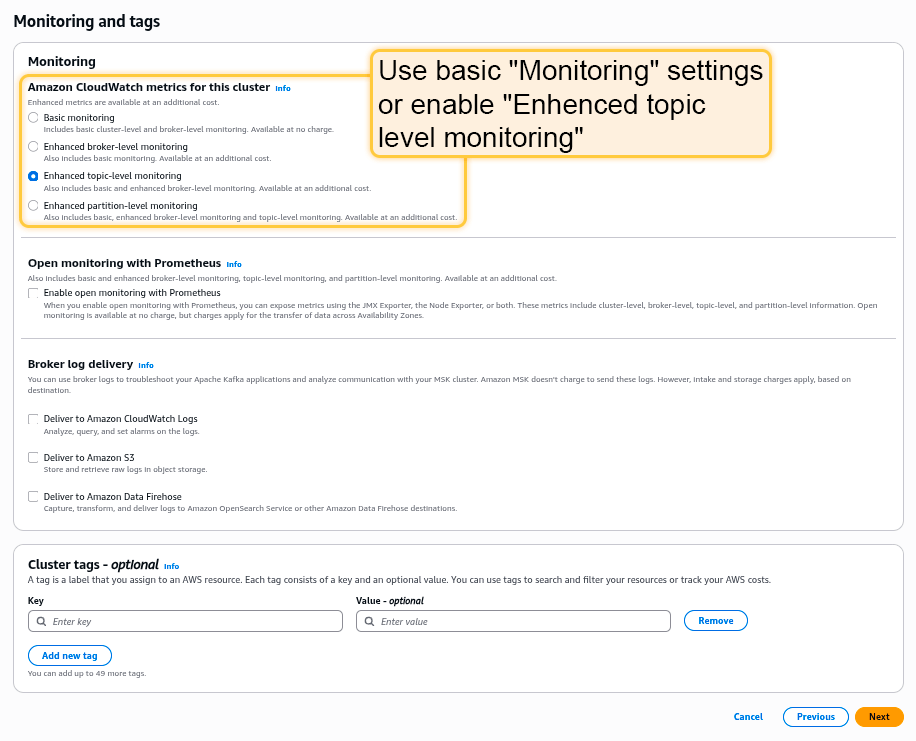 Monitoring and tags
Monitoring
Amazon CloudWatch metrics for this cluster Info
Enhanced metrics are available at an additional cost.
Basic monitoring
Includes basic cluster-level and broker-level monitoring. Available at no charge.
Enhanced broker-level monitoring
Also includes basic monitoring. Available at an additional cost.
Enhanced topic-level monitoring
Also includes basic and enhanced broker-level monitoring. Available at an additional cost.
Enhanced partition-level monitoring
Also includes basic, enhanced broker-level monitoring and topic-level monitoring. Available at an additional cost.
Use basic "Monitoring" settings
or enable "Enhenced topic
level monitoring"
Open monitoring with Prometheus Info
Also includes basic and enhanced broker-level monitoring, topic-level monitoring, and partition-level monitoring. Available at an additional cost.
Enable open monitoring with Prometheus
When you enable open monitoring with Prometheus, you can expose metrics using the JMX Exporter, the Node Exporter, or both. These metrics include cluster-level, broker-level, topic-level, and partition-level information. Open
monitoring is available at no charge, but charges apply for the transfer of data across Availability Zones.
Broker log delivery Info
You can use broker logs to troubleshoot your Apache Kafka applications and analyze communication with your MSK cluster. Amazon MSK doesn't charge to send these logs. However, intake and storage charges apply, based on
destination.
Deliver to Amazon CloudWatch Logs
Analyze, query, and set alarms on the logs.
Deliver to Amazon S3
Store and retrieve raw logs in object storage.
Deliver to Amazon Data Firehose
Capture, transform, and deliver logs to Amazon OpenSearch Service or other Amazon Data Firehose destinations.
Cluster tags - optional Info
A tag is a label that you assign to an AWS resource. Each tag consists of a key and an optional value. You can use tags to search and filter your resources or track your AWS costs.
Key Value - optional
Enter key Enter value Remove
Add new tag
You can add up to 49 more tags.
Cancel Previous Next